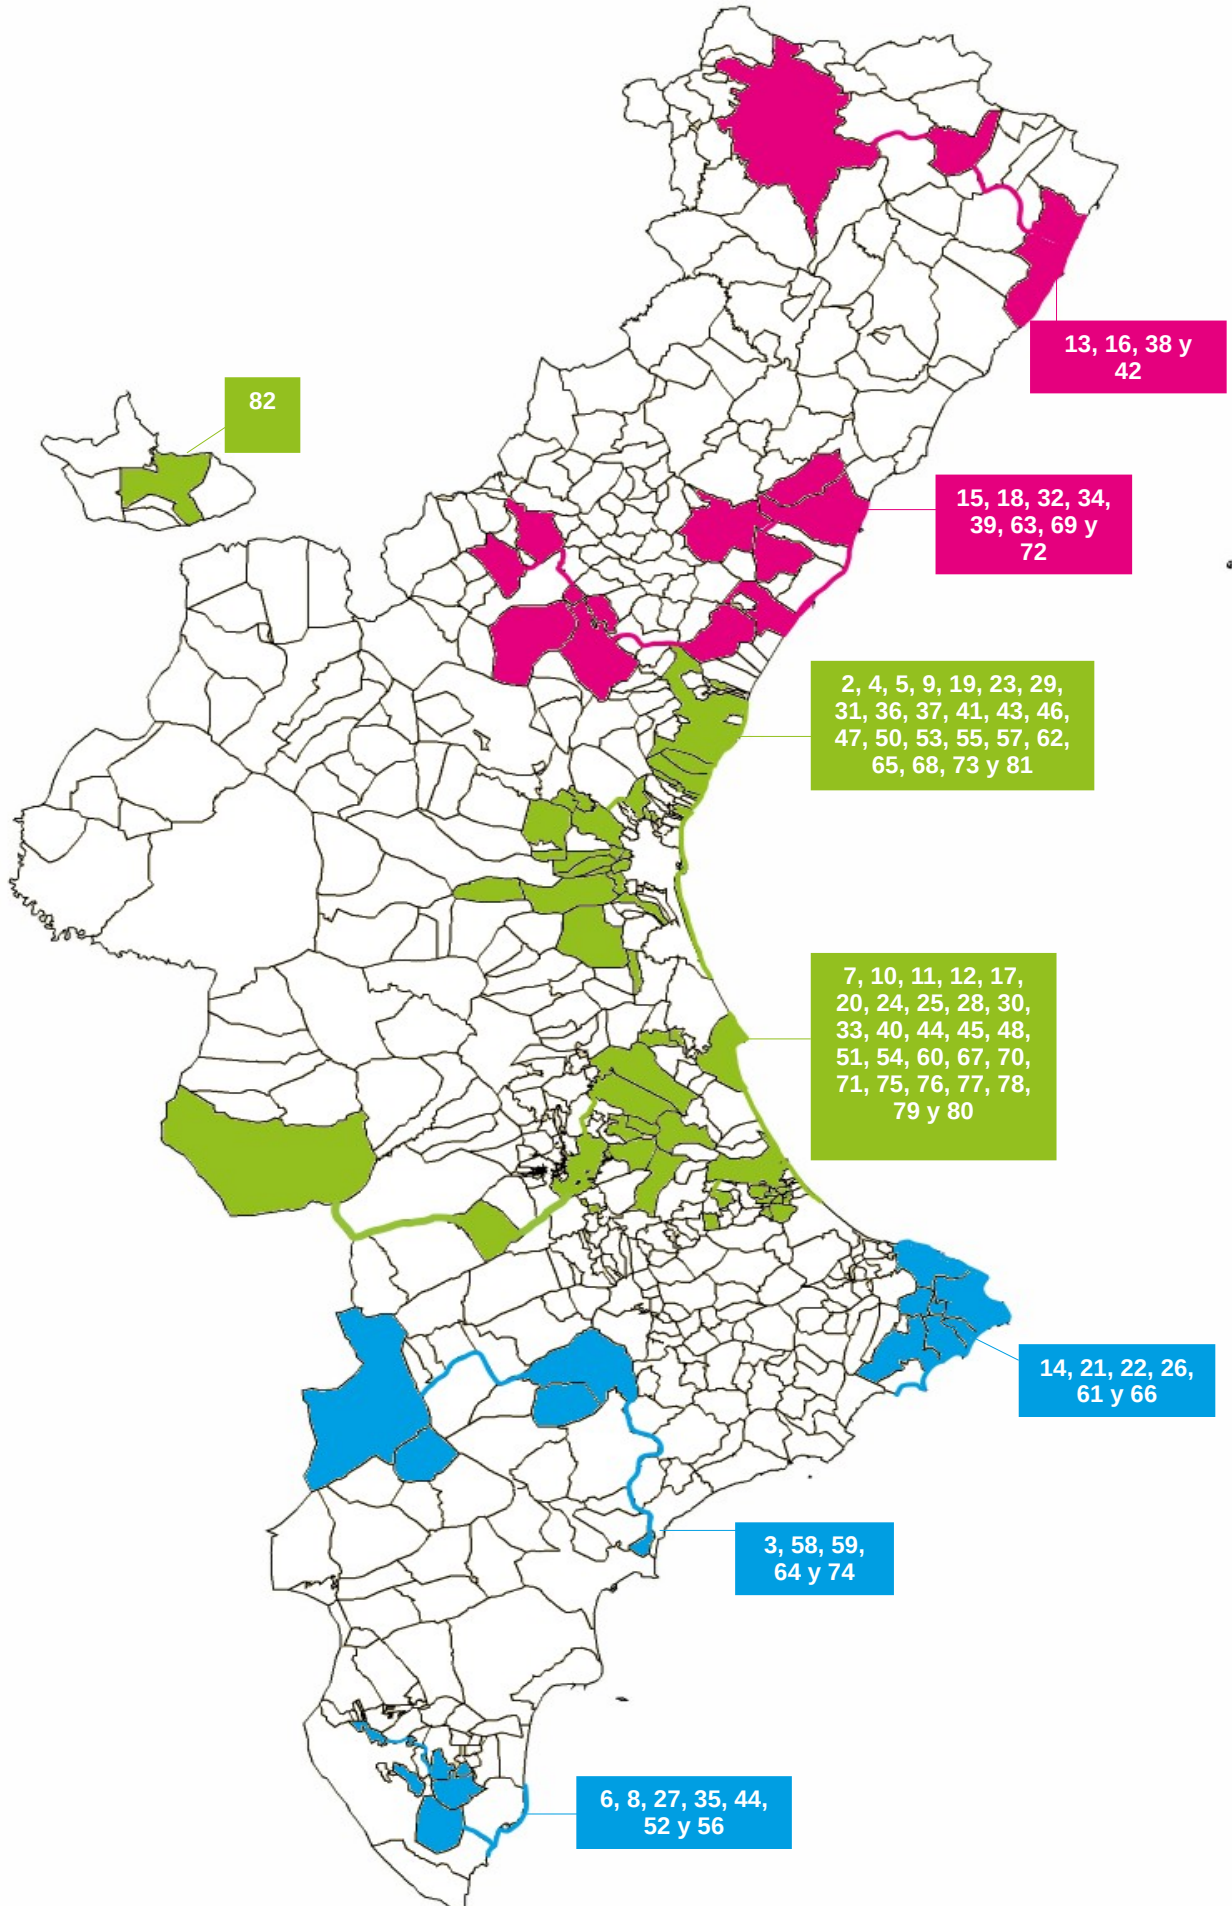 13, 16, 38 y
42
82
15, 18, 32, 34,
39, 63, 69 y
72
2, 4, 5, 9, 19, 23, 29,
31, 36, 37, 41, 43, 46,
47, 50, 53, 55, 57, 62,
65, 68, 73 y 81
7, 10, 11, 12, 17,
20, 24, 25, 28, 30,
33, 40, 44, 45, 48,
51, 54, 60, 67, 70,
71, 75, 76, 77, 78,
79 y 80
14, 21, 22, 26,
61 y 66
3, 58, 59,
64 y 74
6, 8, 27, 35, 44,
52 y 56